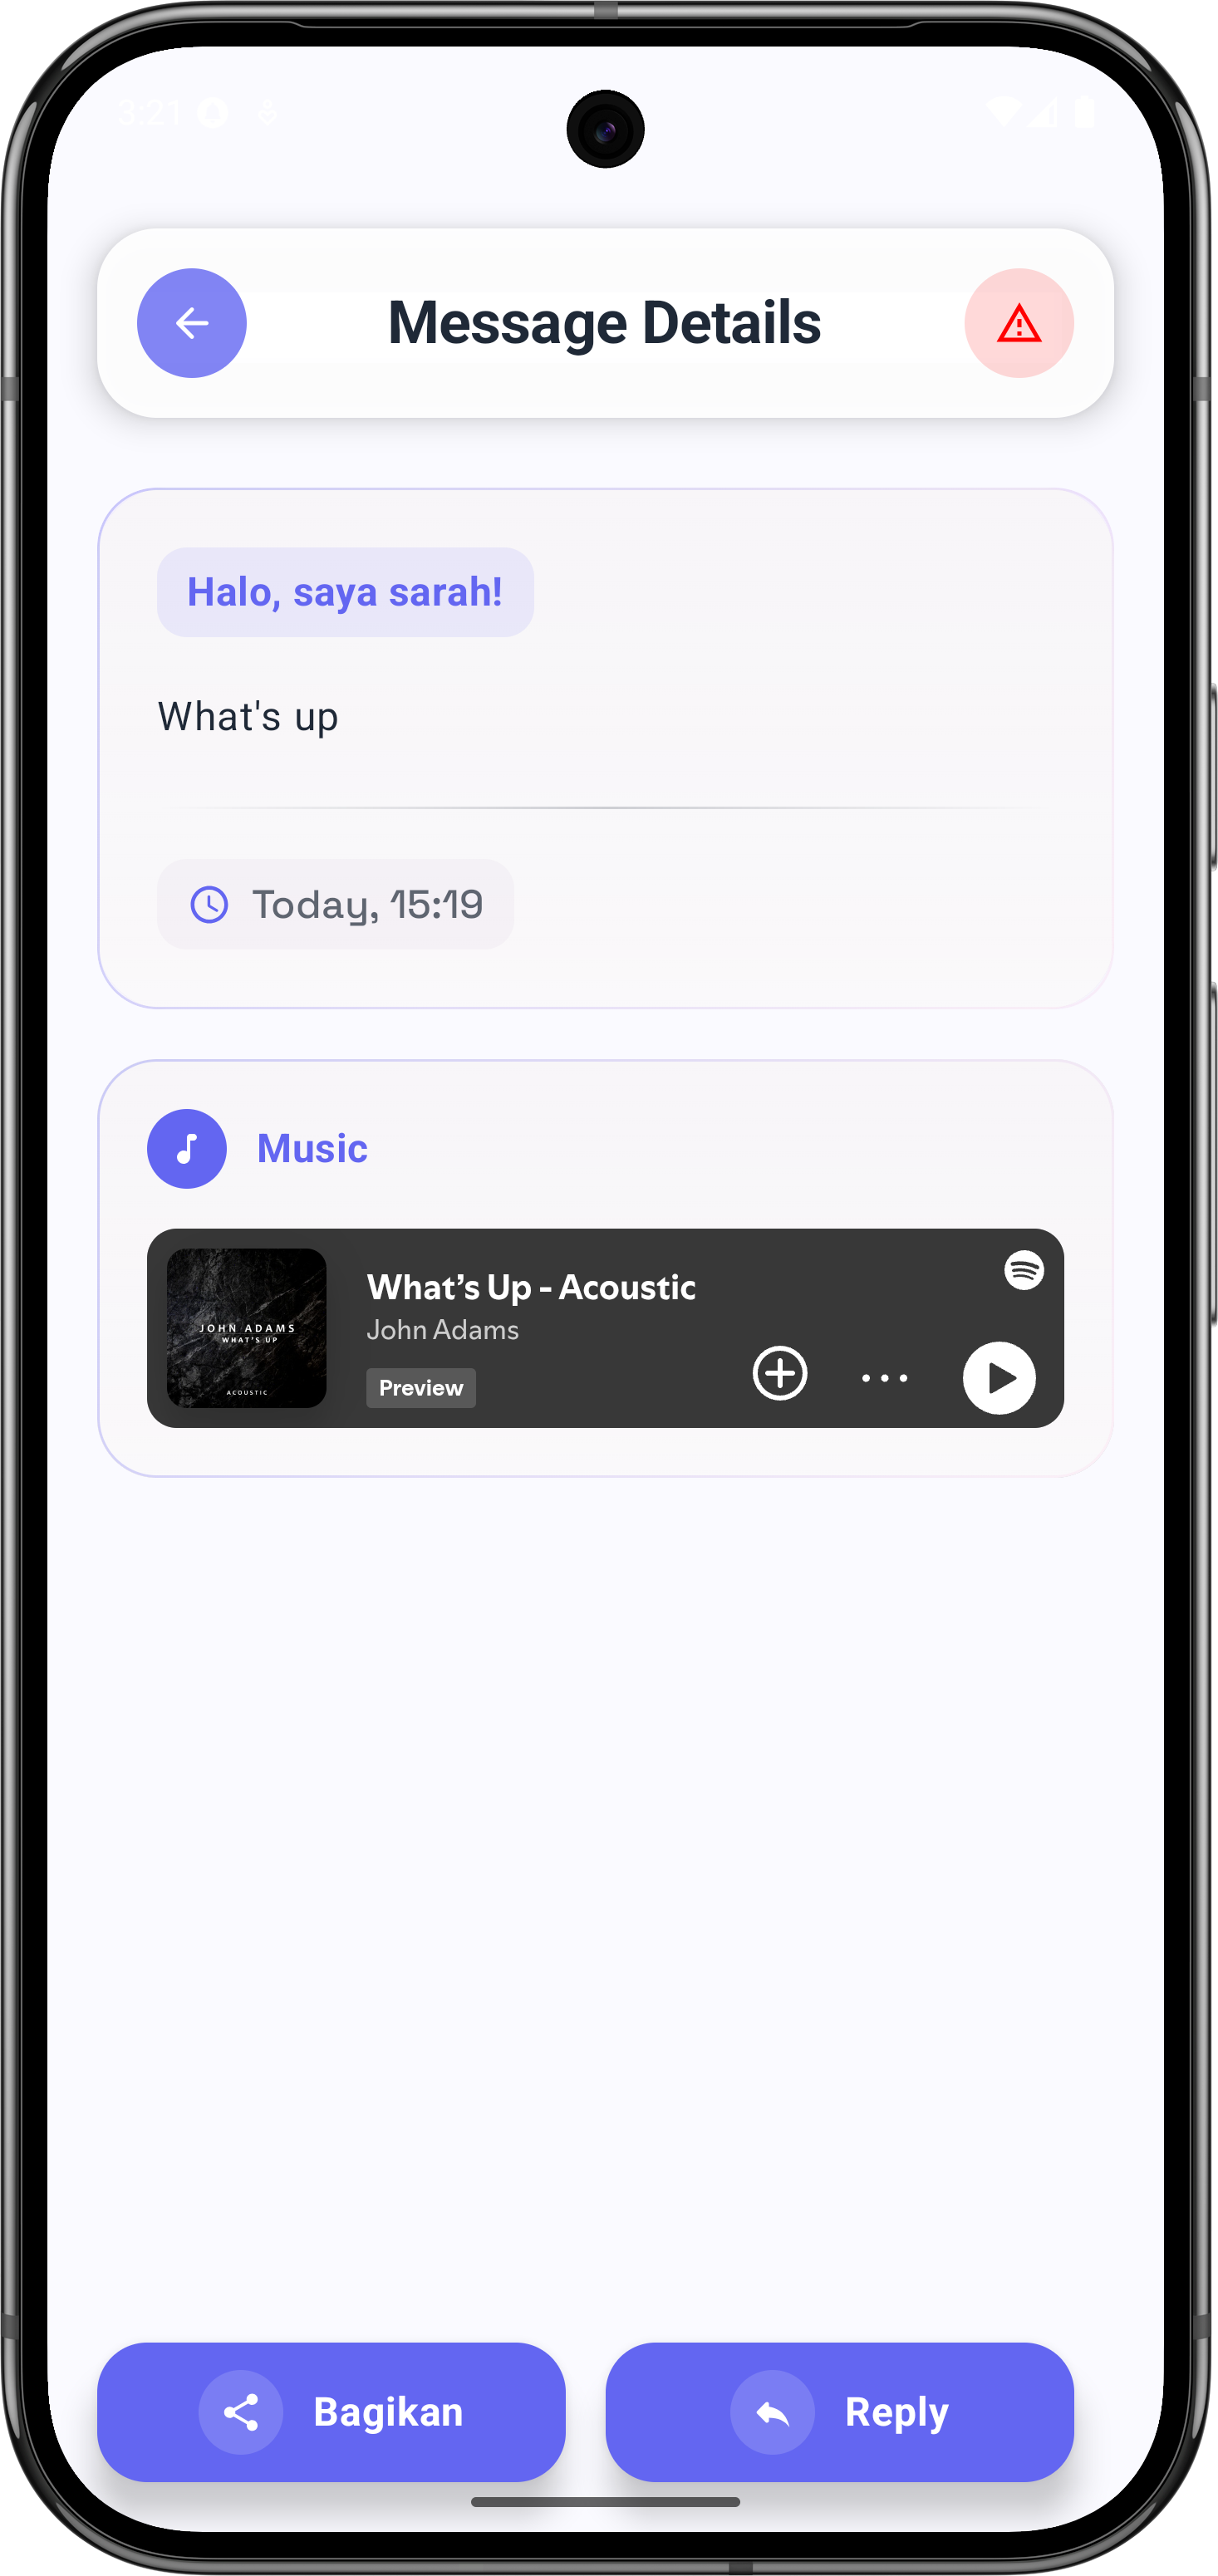 3:21
Message Details
Halo, saya sarah!
What's up
Today, 15:19
Music
JOHN ADAMS
WHAT'S UP
ACOUSTIC
What's Up - Acoustic
John Adams
Preview
Bagikan
Reply